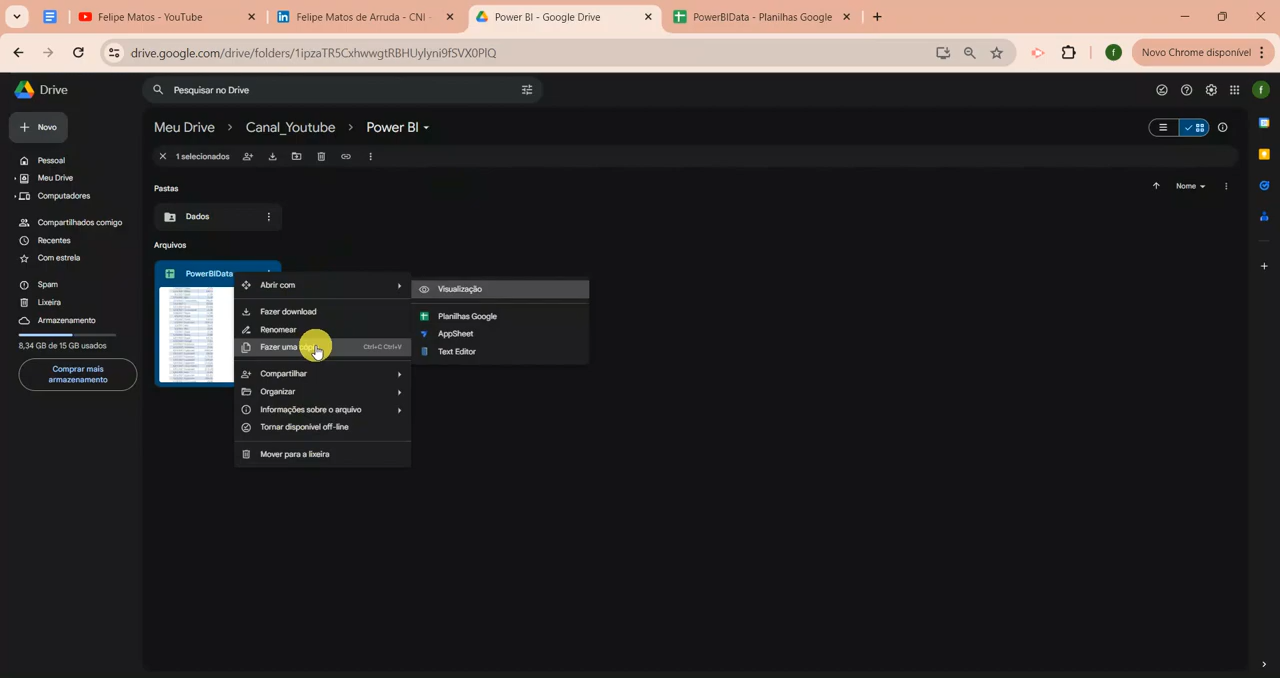 Felipe Matos - YouTube
Felipe Matos de Arruda - CNI -
Power BI - Google Drive
PowerBIData - Planilhas Google
drive.google.com/drive/folders/1ipzaTR5CxhwwgtRBHUylyni9fSVX0PlQ
f
Novo Chrome disponível
Drive
Pesquisar no Drive
f
Novo
Meu Drive > Canal_Youtube > Power BI
1 selecionados
Pessoal
Meu Drive
Computadores
Compartilhados comigo
Recentes
Com estrela
Spam
Lixeira
Armazenamento
8,34 GB de 15 GB usados
Comprar mais
armazenamento
Pastas
Nome
Dados
Arquivos
PowerBIData
Abrir com
Fazer download
Renomear
Fazer uma Ctrl+C Ctrl+V
Compartilhar
Organizar
Informações sobre o arquivo
Tornar disponível off-line
Mover para a lixeira
Visualização
Planilhas Google
AppSheet
Text Editor